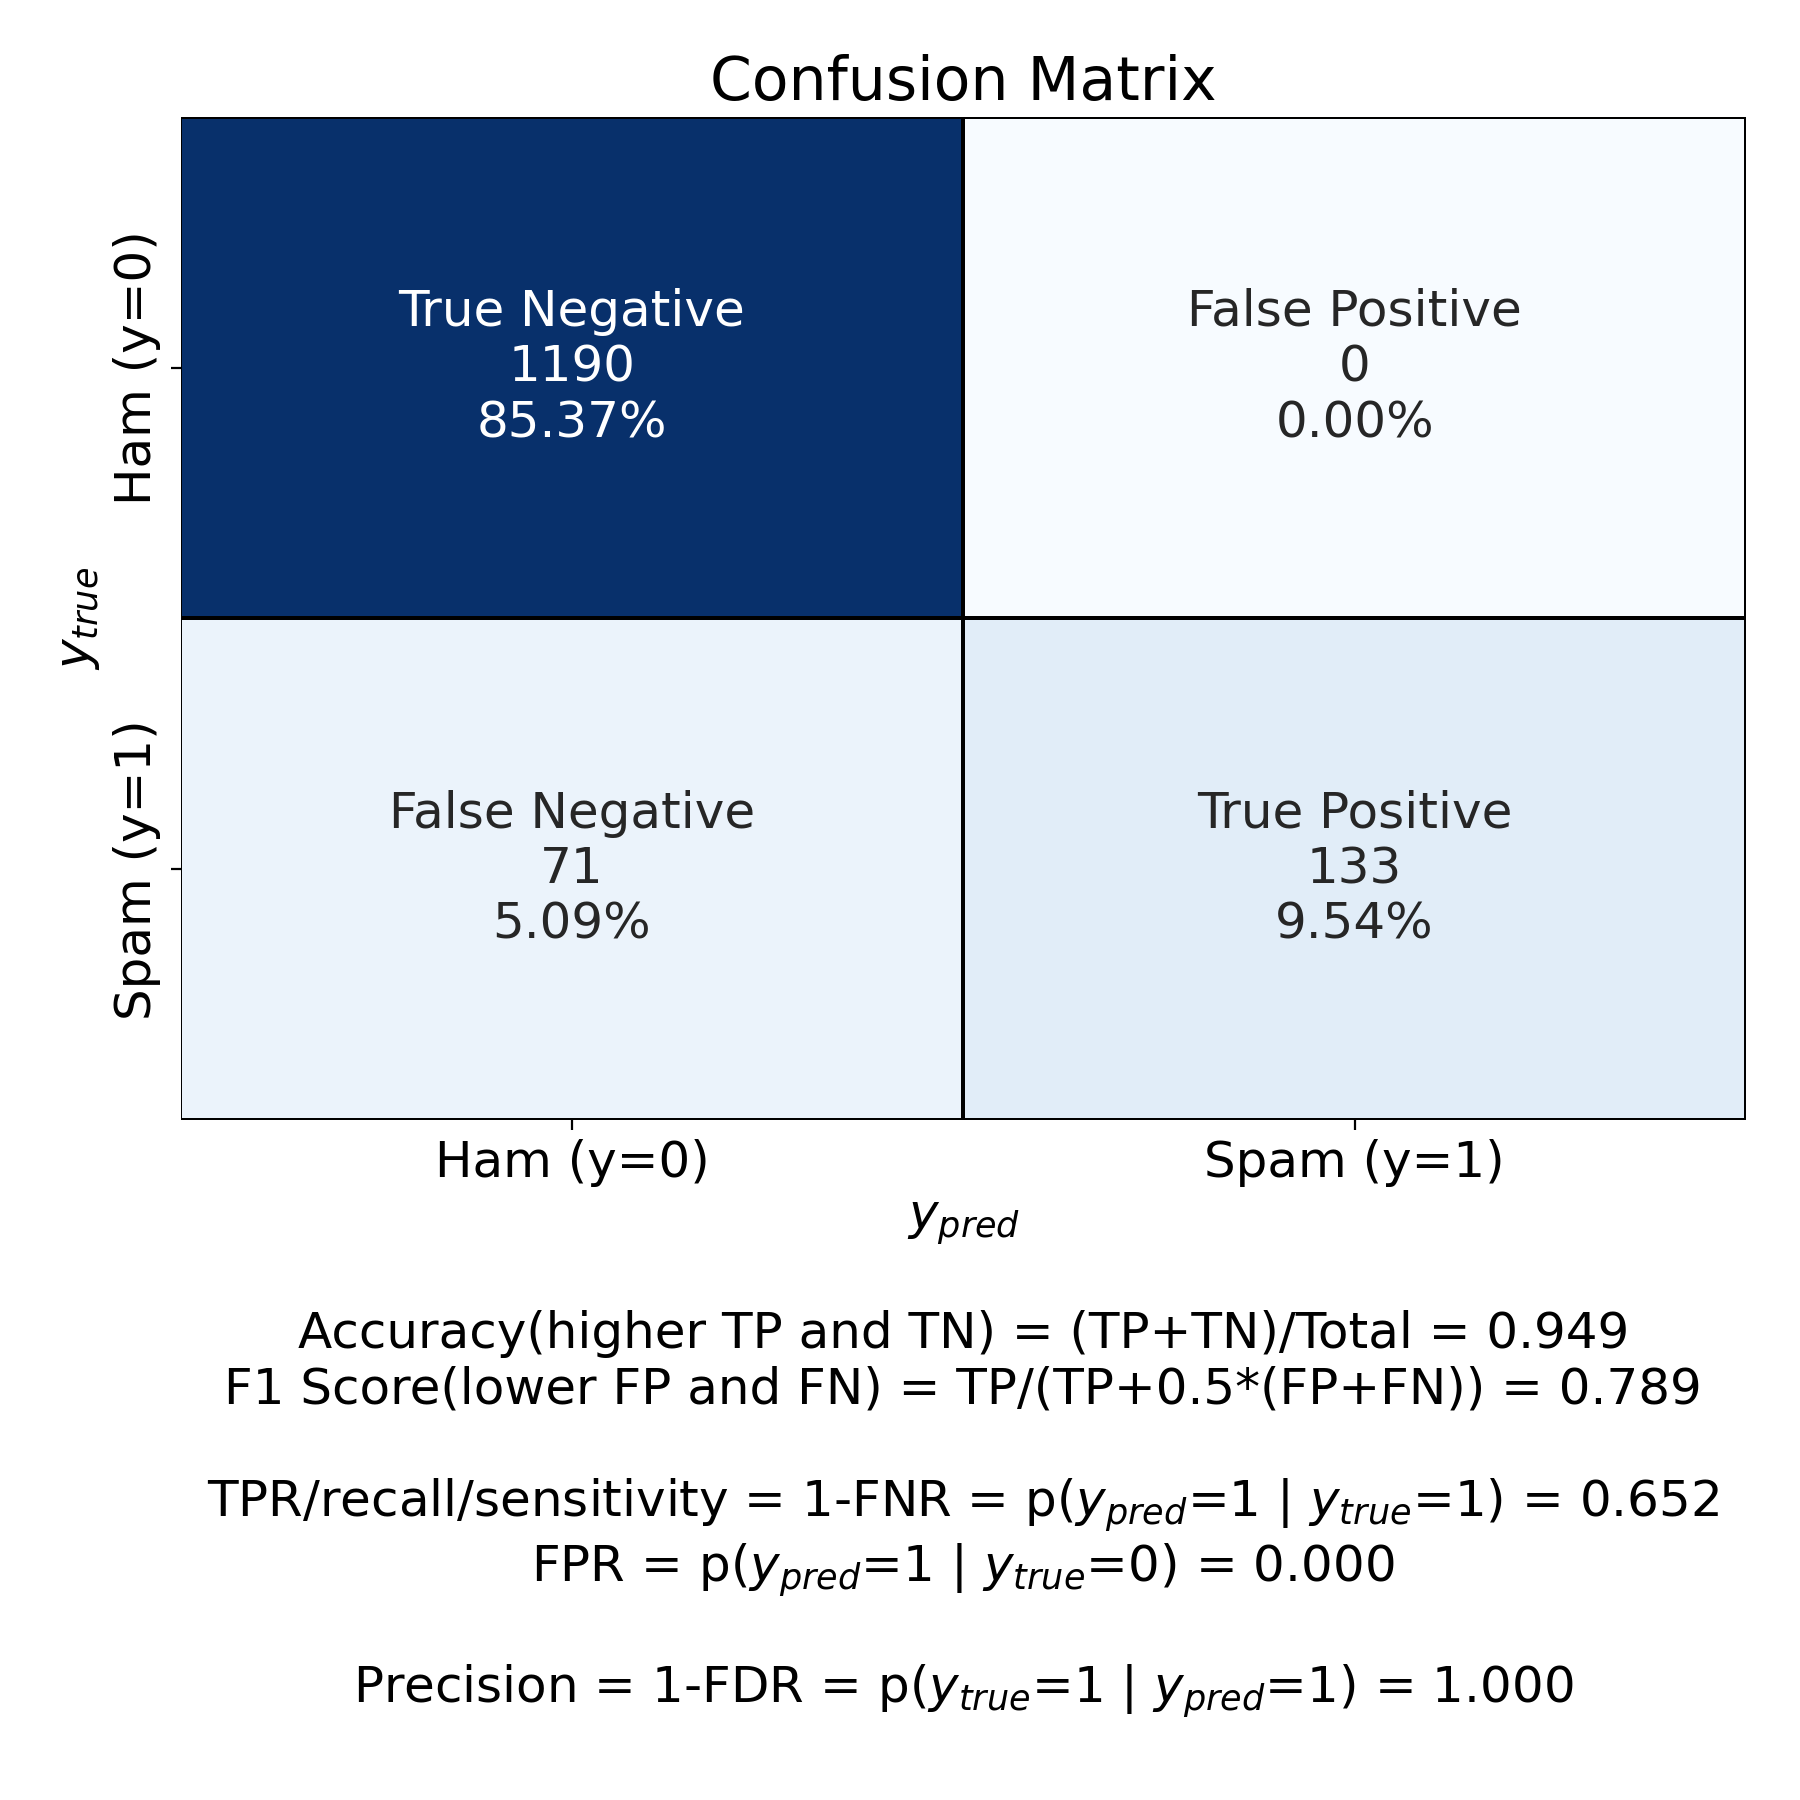 Confusion Matrix
True Negative
1190
85.37%
False Positive
0
0.00%
False Negative
71
5.09%
True Positive
133
9.54%
Ham (y=0)
Spam (y=1)
y_true
Ham (y=0)
Spam (y=1)
y_pred
Accuracy(higher TP and TN) = (TP+TN)/Total = 0.949
F1 Score(lower FP and FN) = TP/(TP+0.5*(FP+FN)) = 0.789
TPR/recall/sensitivity = 1-FNR = p(y_pred=1 | y_true=1) = 0.652
FPR = p(y_pred=1 | y_true=0) = 0.000
Precision = 1-FDR = p(y_true=1 | y_pred=1) = 1.000